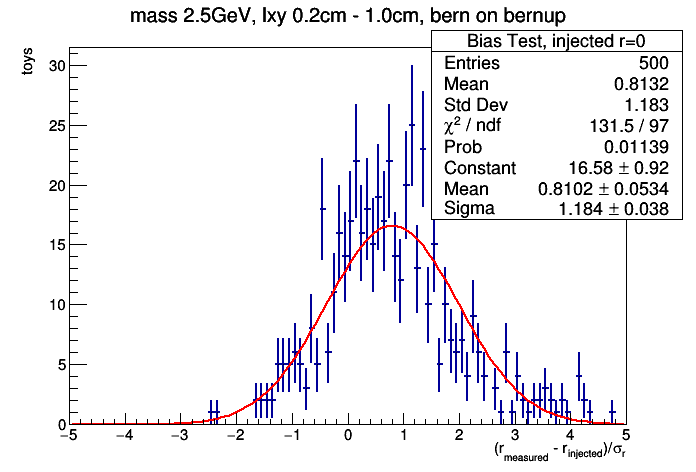 mass 2.5GeV, lxy 0.2cm - 1.0cm, bern on bernup
toys
Bias Test, injected r=0
Entries 500
Mean 0.8132
Std Dev 1.183
χ² / ndf 131.5 / 97
Prob 0.01139
Constant 16.58 ± 0.92
Mean 0.8102 ± 0.0534
Sigma 1.184 ± 0.038
30
25
20
15
10
5
0
−5 −4 −3 −2 −1 0 1 2 3 4 5
(r_measured - r_injected)/σ_r